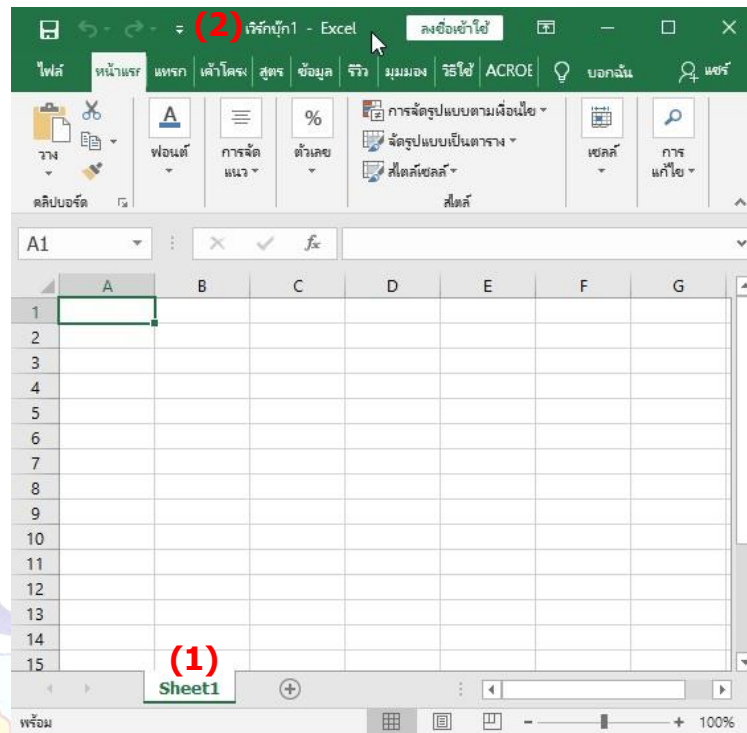 (2) เวิร์กบุ๊ก1 - Excel ลงชื่อเข้าใช้
ไฟล์ หน้าแรก แทรก เค้าโครง สูตร ข้อมูล รีวิว มุมมอง วิธีใช้ ACROE บอกฉัน แชร์
วาง ฟอนต์ การจัด แนว % ตัวเลข การจัดรูปแบบตามเงื่อนไข เซลล์ การ แก้ไข
จัดรูปแบบเป็นตาราง
สไตล์เซลล์
คลิปบอร์ด สไตล์
A1 fx
A B C D E F G
1
2
3
4
5
6
7
8
9
10
11
12
13
14
15
(1)
Sheet1
พร้อม - + 100%